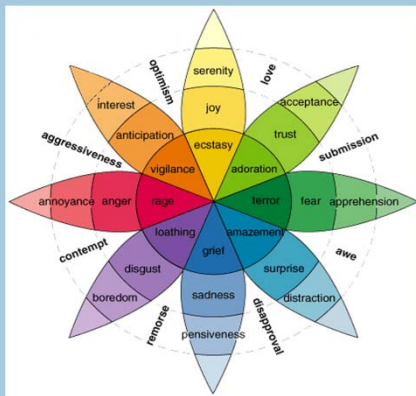 serenity
love
interest
optimism
joy
acceptance
anticipation
ecstasy
trust
aggressiveness
vigilance
adoration
submission
annoyance anger rage terror fear apprehension
contempt
loathing
grief
amazement
awe
disgust
surprise
boredom
sadness
distraction
remorse
pensiveness
disapproval